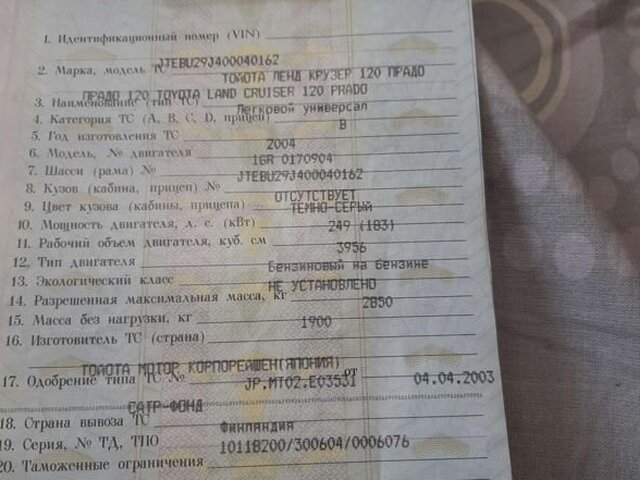 1. Идентификационный номер (VIN)
JTEBU29J400040162
2. Марка, модель ТС
ТОЙОТА ЛЕНД КРУЗЕР 120 ПРАДО
ПРАДО 120 TOYOTA LAND CRUISER 120 PRADO
3. Наименование (тип ТС)
Легковой универсал
4. Категория ТС (A, B, C, D, прицеп)
B
5. Год изготовления ТС
2004
6. Модель, № двигателя
1GR 0170904
7. Шасси (рама) №
JTEBU29J400040162
8. Кузов (кабина, прицеп) №
ОТСУТСТВУЕТ
9. Цвет кузова (кабины, прицепа)
ТЕМНО-СЕРЫЙ
10. Мощность двигателя, л. с. (кВт)
249 (183)
11. Рабочий объем двигателя, куб. см
3956
12. Тип двигателя
Бензиновый на бензине
13. Экологический класс
НЕ УСТАНОВЛЕНО
14. Разрешенная максимальная масса, кг
2850
15. Масса без нагрузки, кг
1900
16. Изготовитель ТС (страна)
ТОЙОТА МОТОР КОРПОРЕЙШЕН(ЯПОНИЯ)
17. Одобрение типа ТС № JP.MT02.E03531 от 04.04.2003
САТР-ФОНД
18. Страна вывоза ТС
Финляндия
19. Серия, № ТД, ТПО
10118200/300604/0006076
20. Таможенные ограничения